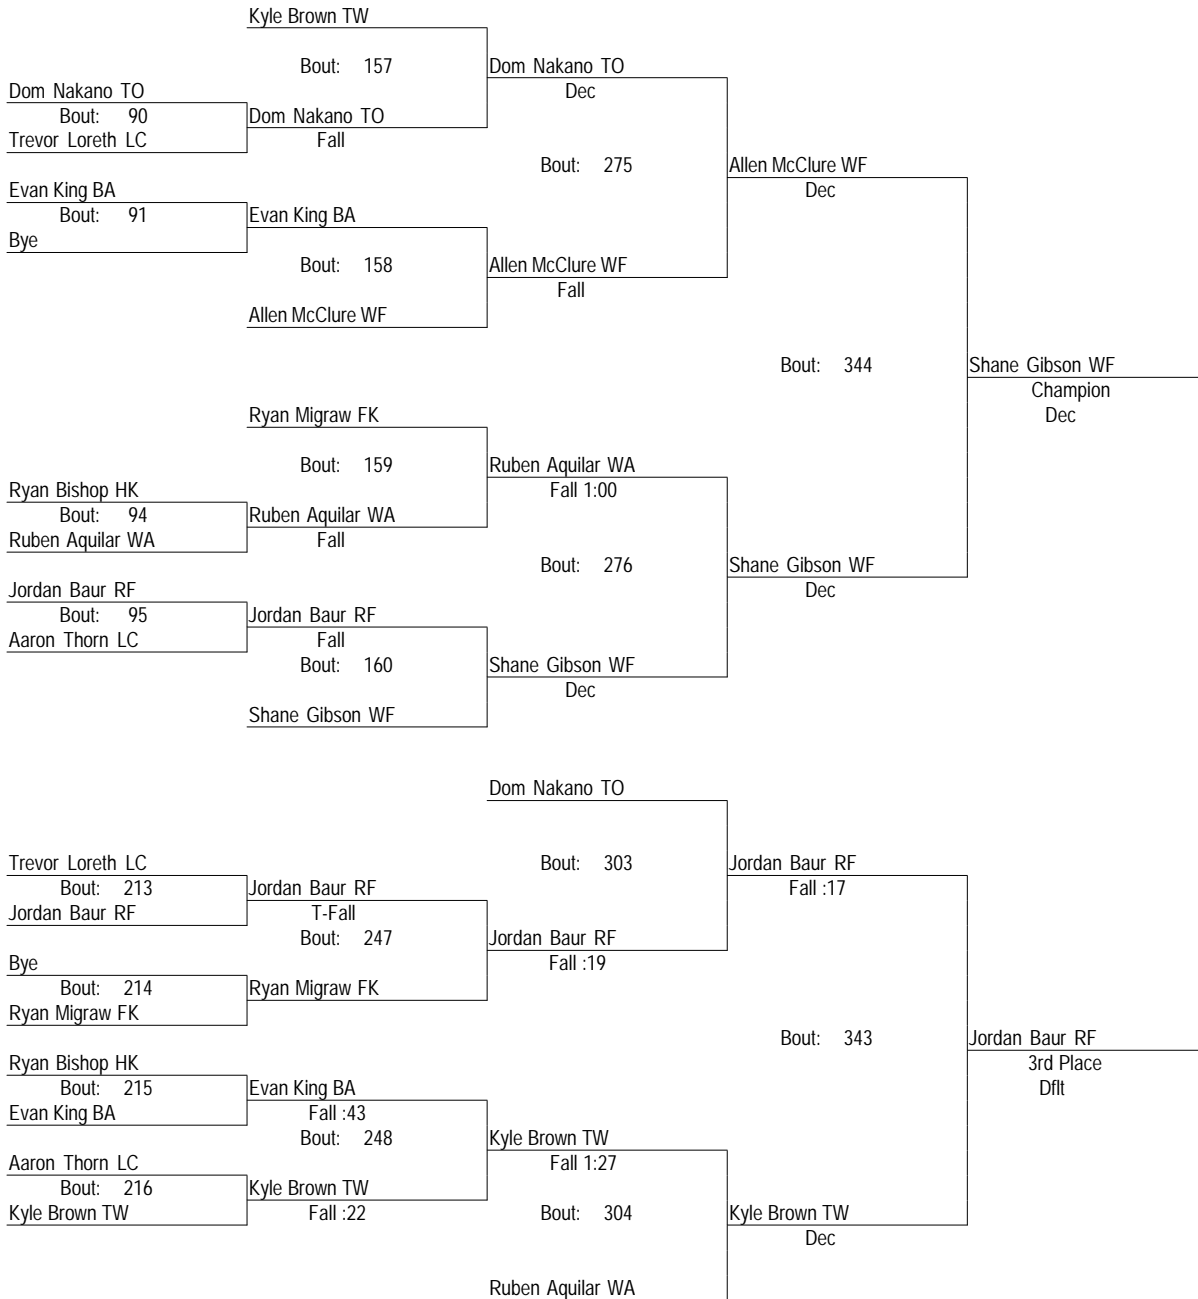 Kyle Brown TW
Bout: 157
Dom Nakano TO
Dec
Dom Nakano TO
Bout: 90
Trevor Loreth LC
Dom Nakano TO
Fall
Bout: 275
Allen McClure WF
Dec
Evan King BA
Bout: 91
Bye
Evan King BA
Bout: 158
Allen McClure WF
Fall
Allen McClure WF
Bout: 344
Shane Gibson WF
Champion
Dec
Ryan Migraw FK
Bout: 159
Ruben Aquilar WA
Fall 1:00
Ryan Bishop HK
Bout: 94
Ruben Aquilar WA
Ruben Aquilar WA
Fall
Bout: 276
Shane Gibson WF
Dec
Jordan Baur RF
Bout: 95
Aaron Thorn LC
Jordan Baur RF
Fall
Bout: 160
Shane Gibson WF
Dec
Shane Gibson WF
Dom Nakano TO
Bout: 303
Jordan Baur RF
Fall :17
Trevor Loreth LC
Bout: 213
Jordan Baur RF
Jordan Baur RF
T-Fall
Bout: 247
Jordan Baur RF
Fall :19
Bye
Bout: 214
Ryan Migraw FK
Ryan Migraw FK
Bout: 343
Jordan Baur RF
3rd Place
Dflt
Ryan Bishop HK
Bout: 215
Evan King BA
Evan King BA
Fall :43
Bout: 248
Kyle Brown TW
Fall 1:27
Aaron Thorn LC
Bout: 216
Kyle Brown TW
Kyle Brown TW
Fall :22
Bout: 304
Kyle Brown TW
Dec
Ruben Aquilar WA